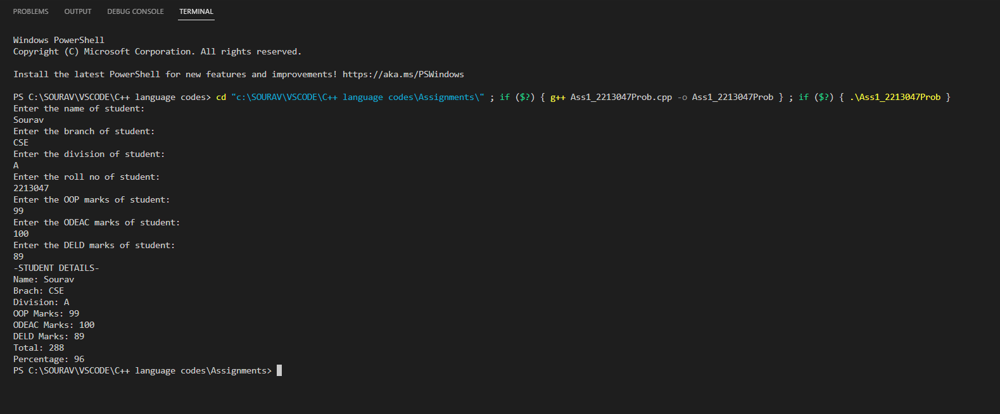 PROBLEMS OUTPUT DEBUG CONSOLE TERMINAL
Windows PowerShell
Copyright (C) Microsoft Corporation. All rights reserved.
Install the latest PowerShell for new features and improvements! https://aka.ms/PSWindows
PS C:\SOURAV\VSCODE\C++ language codes> cd "c:\SOURAV\VSCODE\C++ language codes\Assignments\" ; if ($?) { g++ Ass1_2213047Prob.cpp -o Ass1_2213047Prob } ; if ($?) { .\Ass1_2213047Prob }
Enter the name of student:
Sourav
Enter the branch of student:
CSE
Enter the division of student:
A
Enter the roll no of student:
2213047
Enter the OOP marks of student:
99
Enter the ODEAC marks of student:
100
Enter the DELD marks of student:
89
-STUDENT DETAILS-
Name: Sourav
Brach: CSE
Division: A
OOP Marks: 99
ODEAC Marks: 100
DELD Marks: 89
Total: 288
Percentage: 96
PS C:\SOURAV\VSCODE\C++ language codes\Assignments>